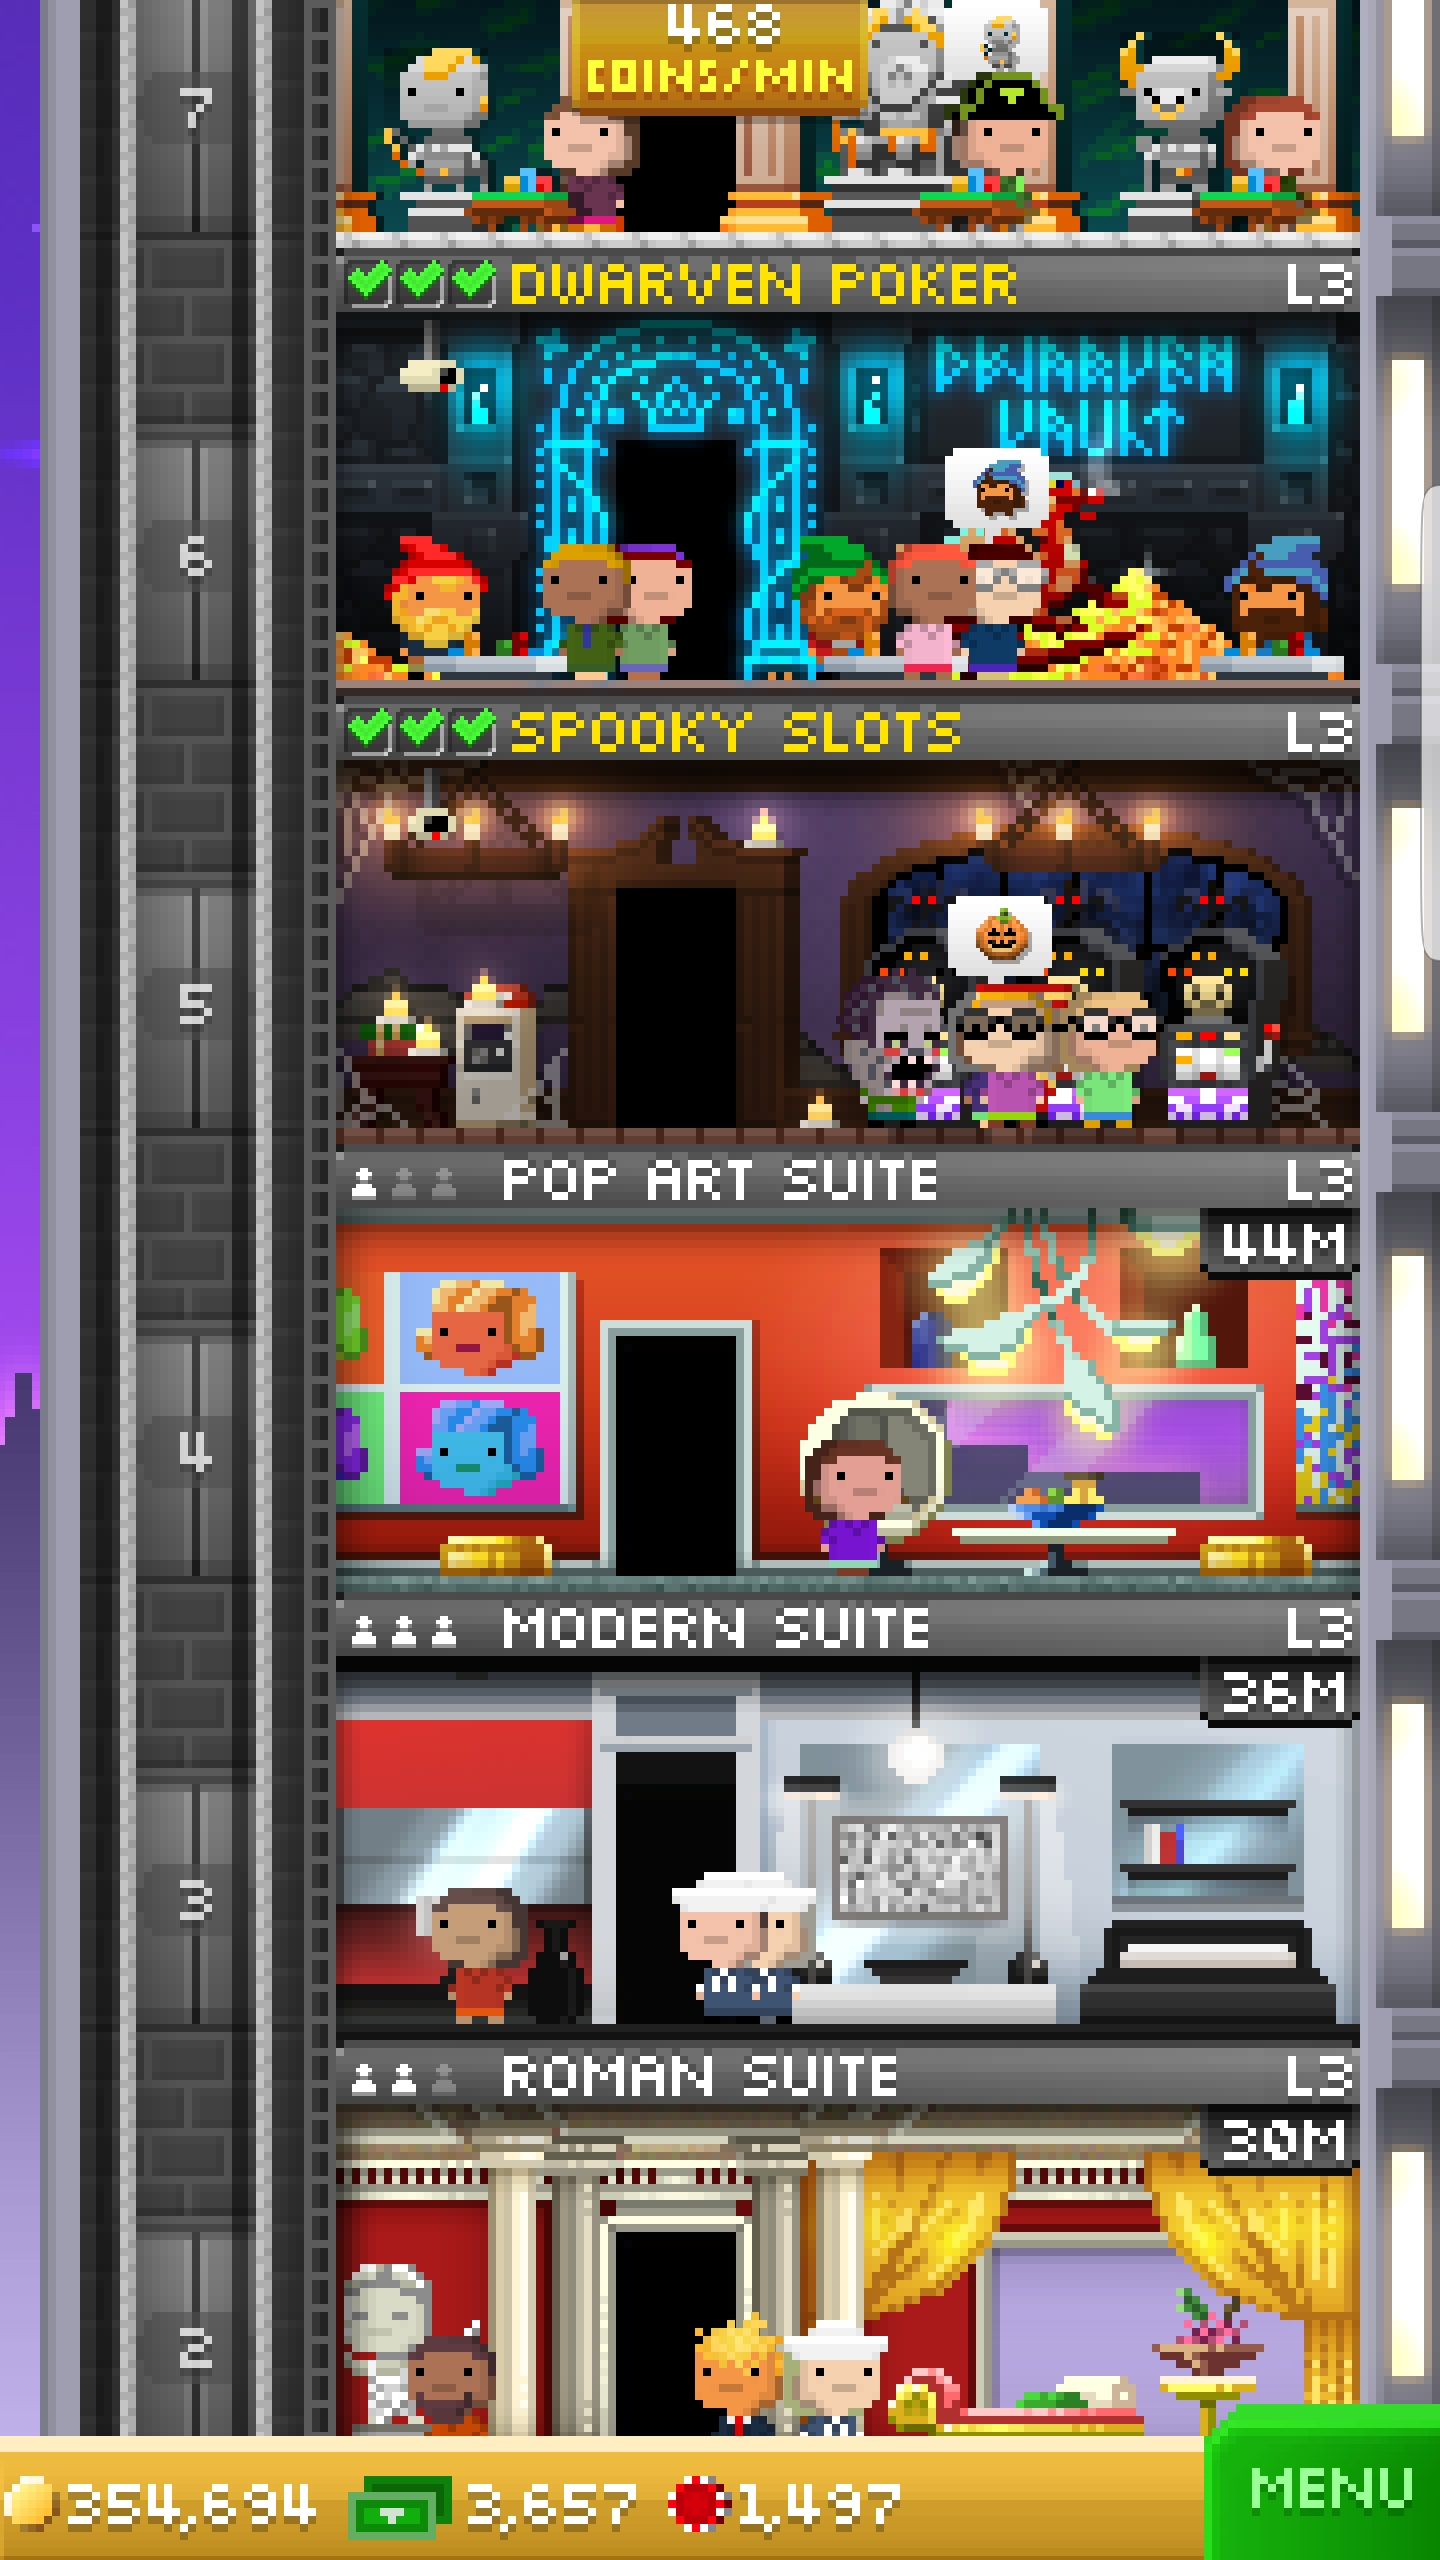 468
COINS/MIN
7
DWARVEN POKER L3
DWARVEN
VAULT
6
SPOOKY SLOTS L3
5
POP ART SUITE L3
44M
4
MODERN SUITE L3
36M
3
ROMAN SUITE L3
30M
2
354,694 3,657 1,497
MENU